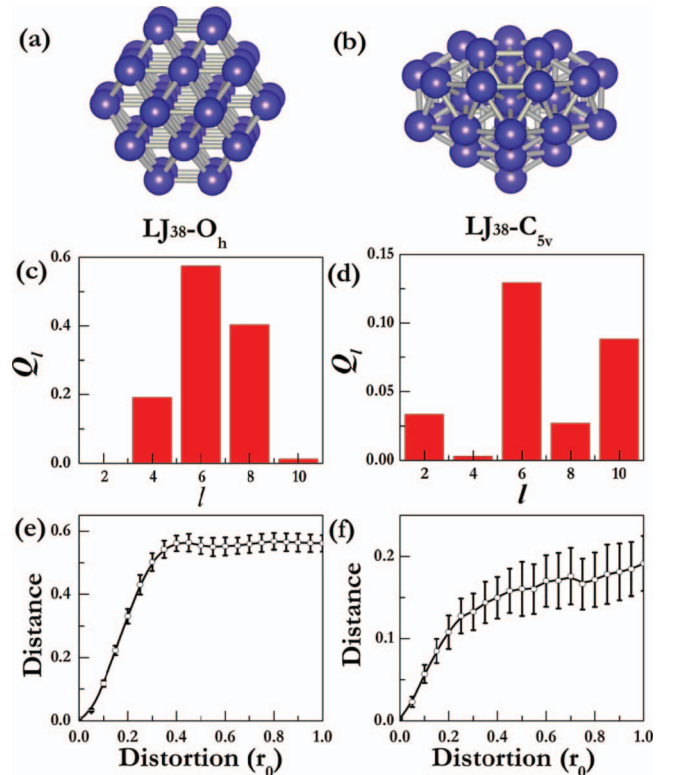 (a)
(b)
LJ38-Oh
LJ38-C5v
(c)
(d)
0.6
0.4
0.2
0.0
Ql
2 4 6 8 10
l
0.15
0.10
0.05
0.00
Ql
2 4 6 8 10
l
(e)
(f)
0.6
0.4
0.2
0.0
Distance
0.0 0.2 0.4 0.6 0.8 1.0
Distortion (r0)
0.2
0.1
0.0
Distance
0.0 0.2 0.4 0.6 0.8 1.0
Distortion (r0)